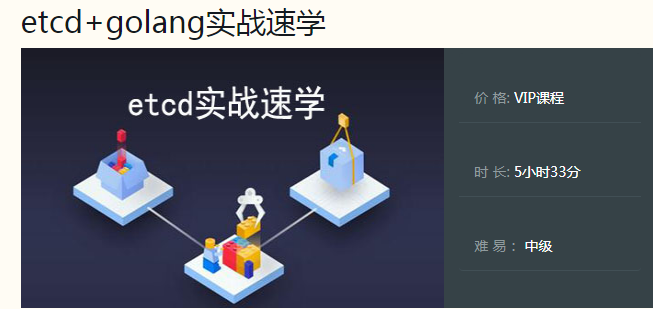 etcd+golang实战速学
etcd实战速学
价 格: VIP课程
时 长: 5小时33分
难 易 : 中级